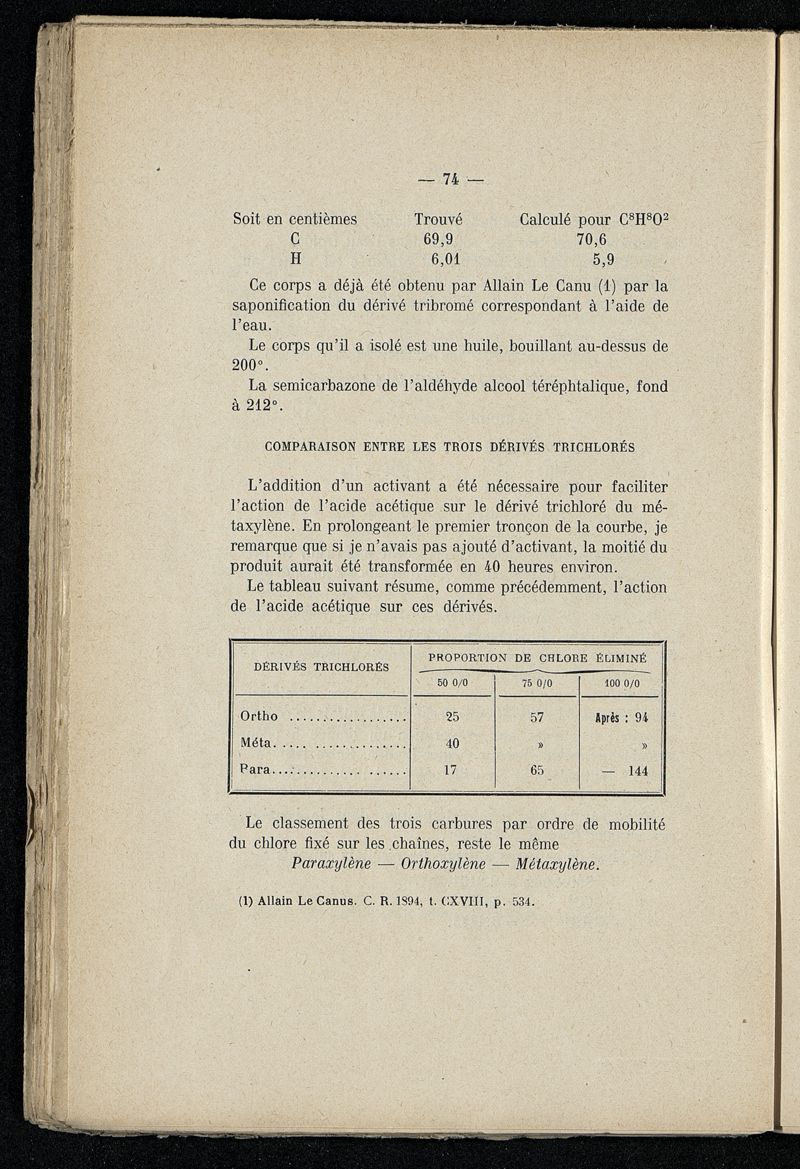 — 74 —
Soit en centièmes Trouvé Calculé pour C⁸H⁸O²
C 69,9 70,6
H 6,01 5,9
Ce corps a déjà été obtenu par Allain Le Canu (1) par la
saponification du dérivé tribromé correspondant à l'aide de
l'eau.
Le corps qu'il a isolé est une huile, bouillant au-dessus de
200°.
La semicarbazone de l'aldéhyde alcool téréphtalique, fond
à 212°.
COMPARAISON ENTRE LES TROIS DÉRIVÉS TRICHLORÉS
L'addition d'un activant a été nécessaire pour faciliter
l'action de l'acide acétique sur le dérivé trichloré du mé-
taxylène. En prolongeant le premier tronçon de la courbe, je
remarque que si je n'avais pas ajouté d'activant, la moitié du
produit aurait été transformée en 40 heures environ.
Le tableau suivant résume, comme précédemment, l'action
de l'acide acétique sur ces dérivés.
DÉRIVÉS TRICHLORÉS PROPORTION DE CHLORE ÉLIMINÉ
50 0/0 75 0/0 100 0/0
Ortho .................. 25 57 Après : 94
Méta.................... 40 » »
Para.................... 17 65 — 144
Le classement des trois carbures par ordre de mobilité
du chlore fixé sur les chaînes, reste le même
Paraxylène — Orthoxylène — Métaxylène.
(1) Allain Le Canus. C. R. 1894, t. CXVIII, p. 534.